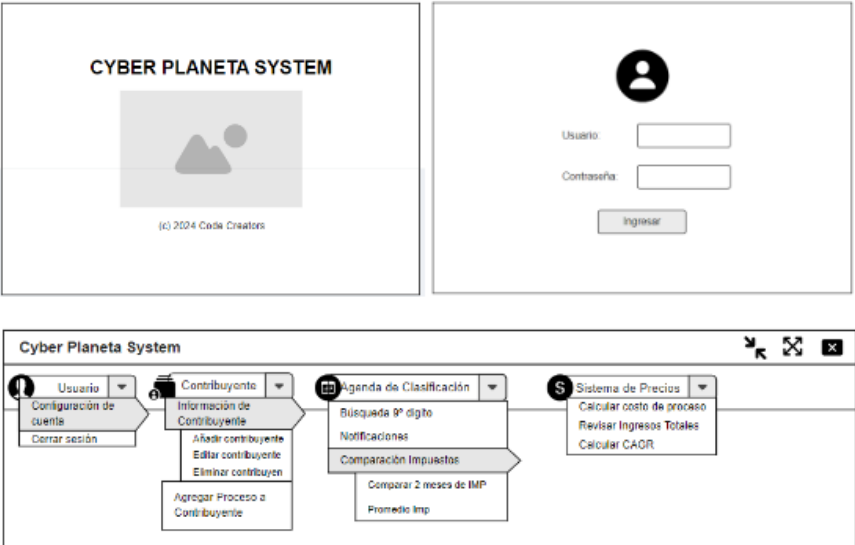 CYBER PLANETA SYSTEM
(c) 2024 Code Creators
Usuario:
Contraseña:
Ingresar
Cyber Planeta System
Usuario
Configuración de
cuenta
Cerrar sesión
Contribuyente
Información de
Contribuyente
Añadir contribuyente
Editar contribuyente
Eliminar contribuyen
Agregar Proceso a
Contribuyente
Agenda de Clasificación
Búsqueda 9º digito
Notificaciones
Comparación Impuestos
Comparar 2 meses de IMP
Promedio Imp
$
Sistema de Precios
Calcular costo de proceso
Revisar Ingresos Totales
Calcular CAGR